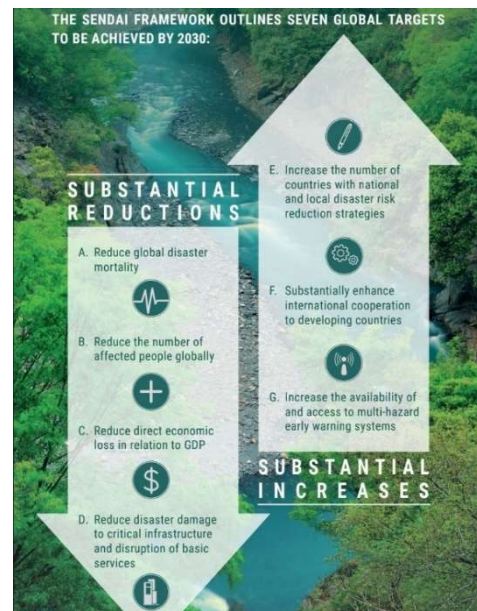 THE SENDAI FRAMEWORK OUTLINES SEVEN GLOBAL TARGETS
TO BE ACHIEVED BY 2030:
SUBSTANTIAL
REDUCTIONS
A. Reduce global disaster
mortality
B. Reduce the number of
affected people globally
C. Reduce direct economic
loss in relation to GDP
$
D. Reduce disaster damage
to critical infrastructure
and disruption of basic
services
E. Increase the number of
countries with national
and local disaster risk
reduction strategies
F. Substantially enhance
international cooperation
to developing countries
G. Increase the availability of
and access to multi-hazard
early warning systems
SUBSTANTIAL
INCREASES